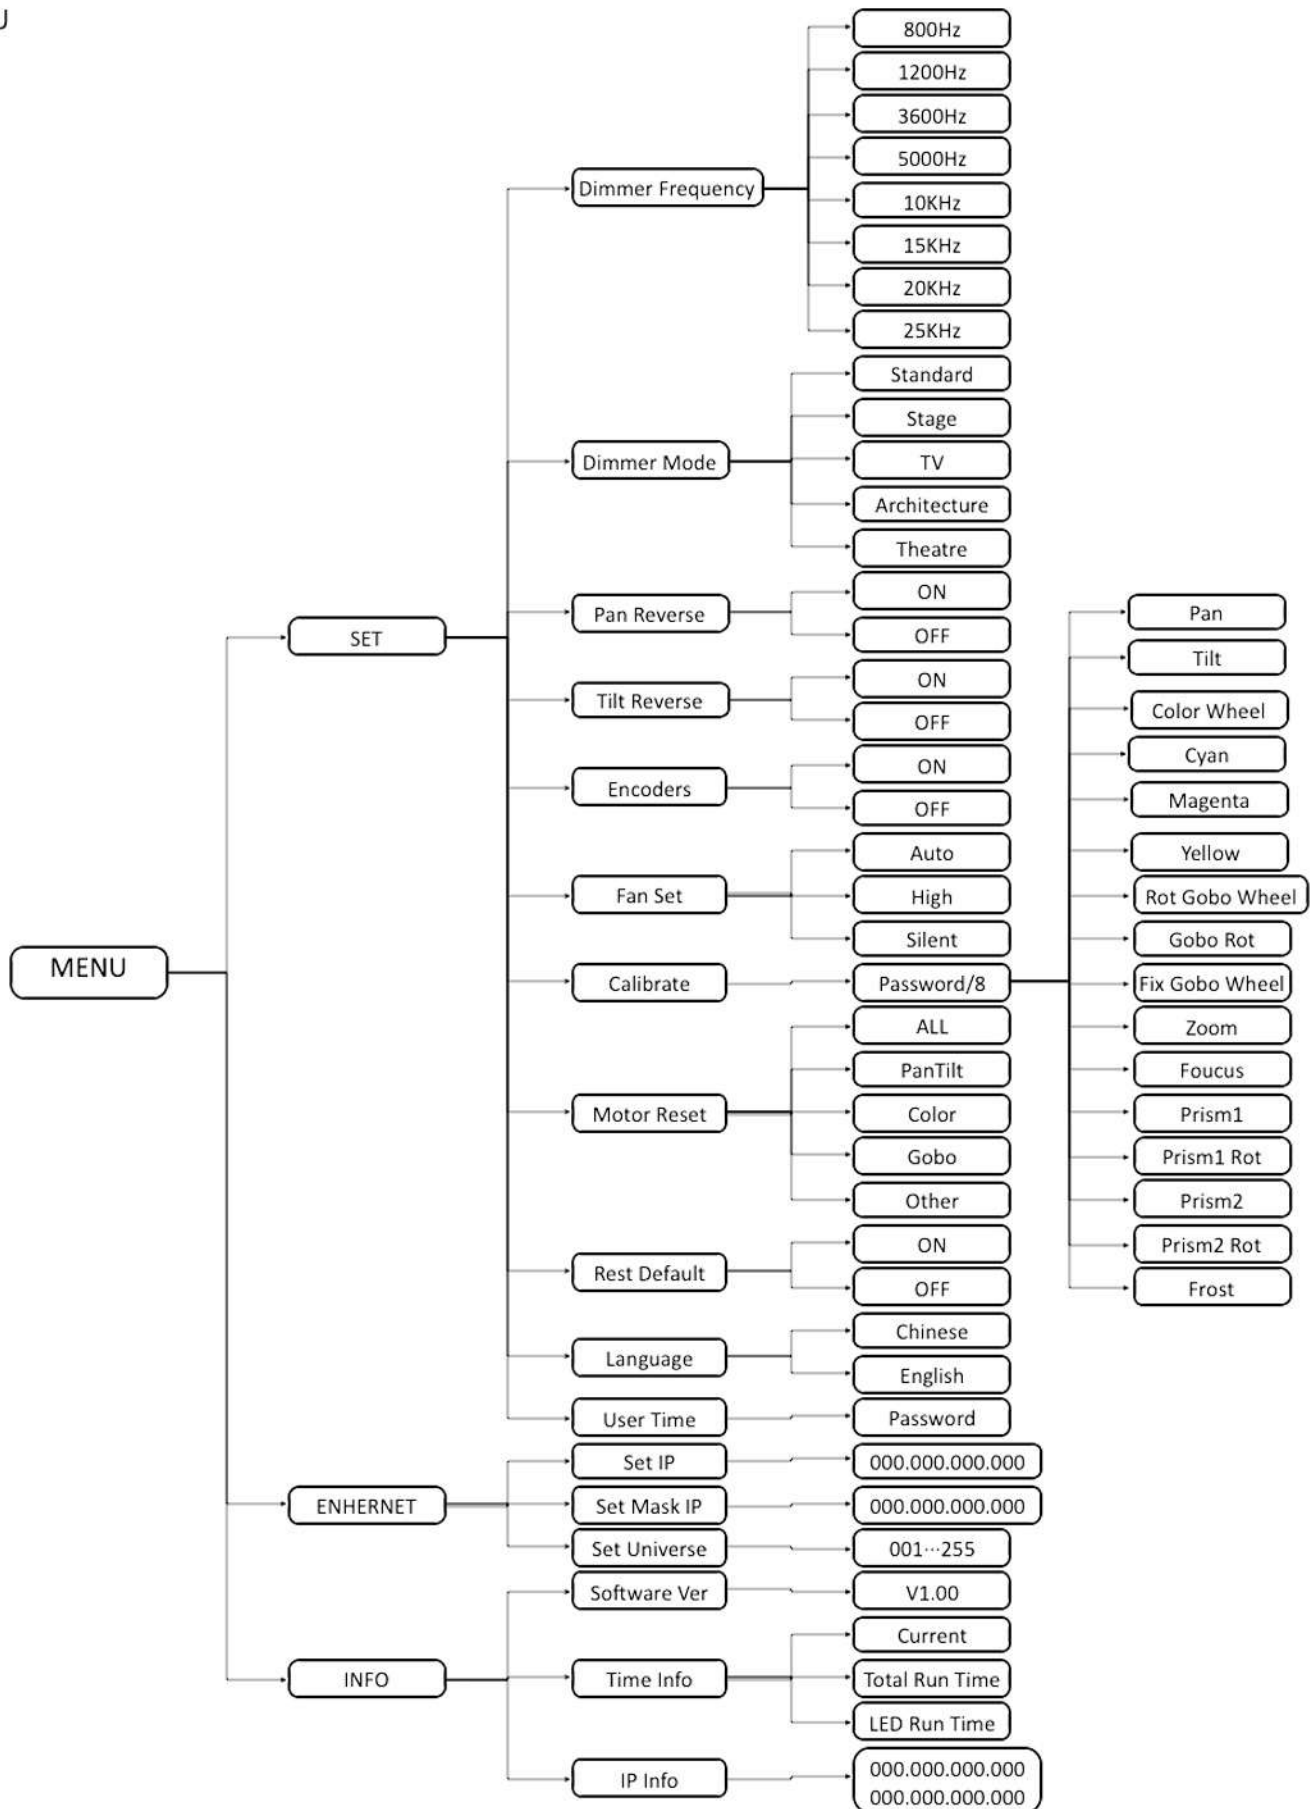 U
MENU
SET
Dimmer Frequency
800Hz
1200Hz
3600Hz
5000Hz
10KHz
15KHz
20KHz
25KHz
Dimmer Mode
Standard
Stage
TV
Architecture
Theatre
Pan Reverse
ON
OFF
Tilt Reverse
ON
OFF
Encoders
ON
OFF
Fan Set
Auto
High
Silent
Calibrate
Password/8
Pan
Tilt
Color Wheel
Cyan
Magenta
Yellow
Rot Gobo Wheel
Gobo Rot
Fix Gobo Wheel
Zoom
Foucus
Prism1
Prism1 Rot
Prism2
Prism2 Rot
Frost
Motor Reset
ALL
PanTilt
Color
Gobo
Other
Rest Default
ON
OFF
Language
Chinese
English
User Time
Password
ENHERNET
Set IP
000.000.000.000
Set Mask IP
000.000.000.000
Set Universe
001···255
INFO
Software Ver
V1.00
Time Info
Current
Total Run Time
LED Run Time
IP Info
000.000.000.000
000.000.000.000